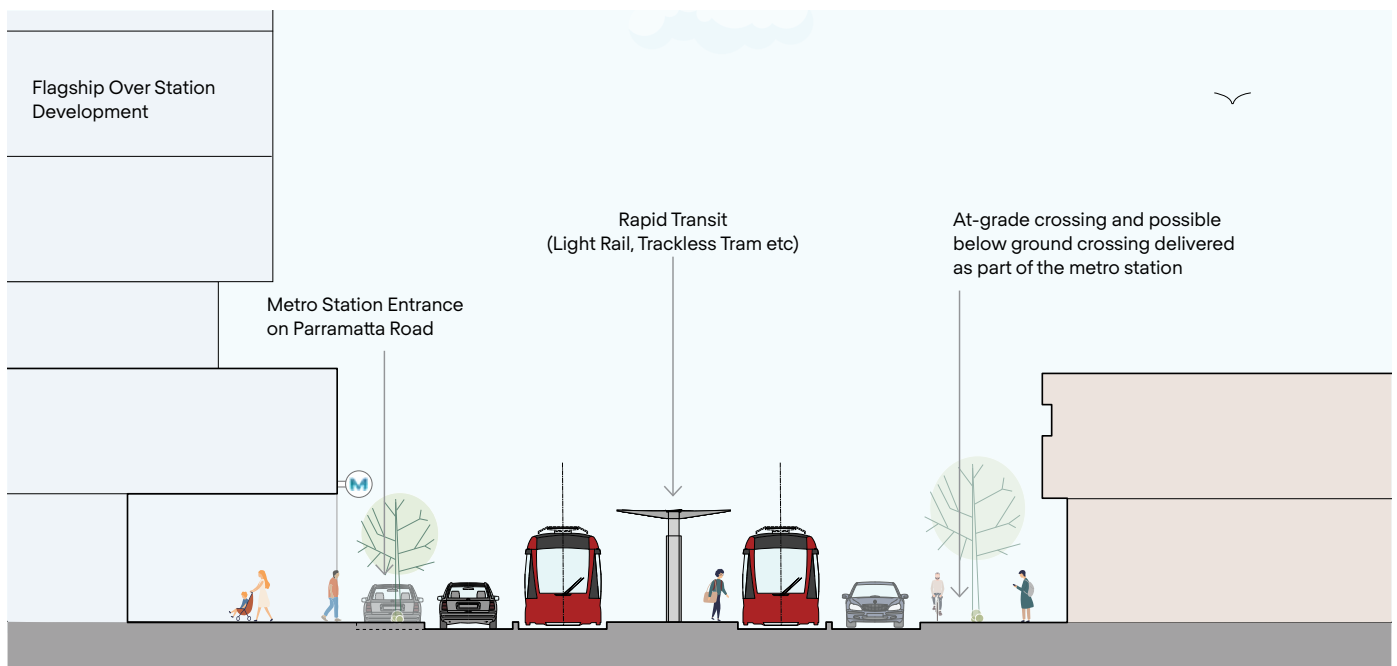 Flagship Over Station
Development
Rapid Transit
(Light Rail, Trackless Tram etc)
At-grade crossing and possible
below ground crossing delivered
as part of the metro station
Metro Station Entrance
on Parramatta Road
M